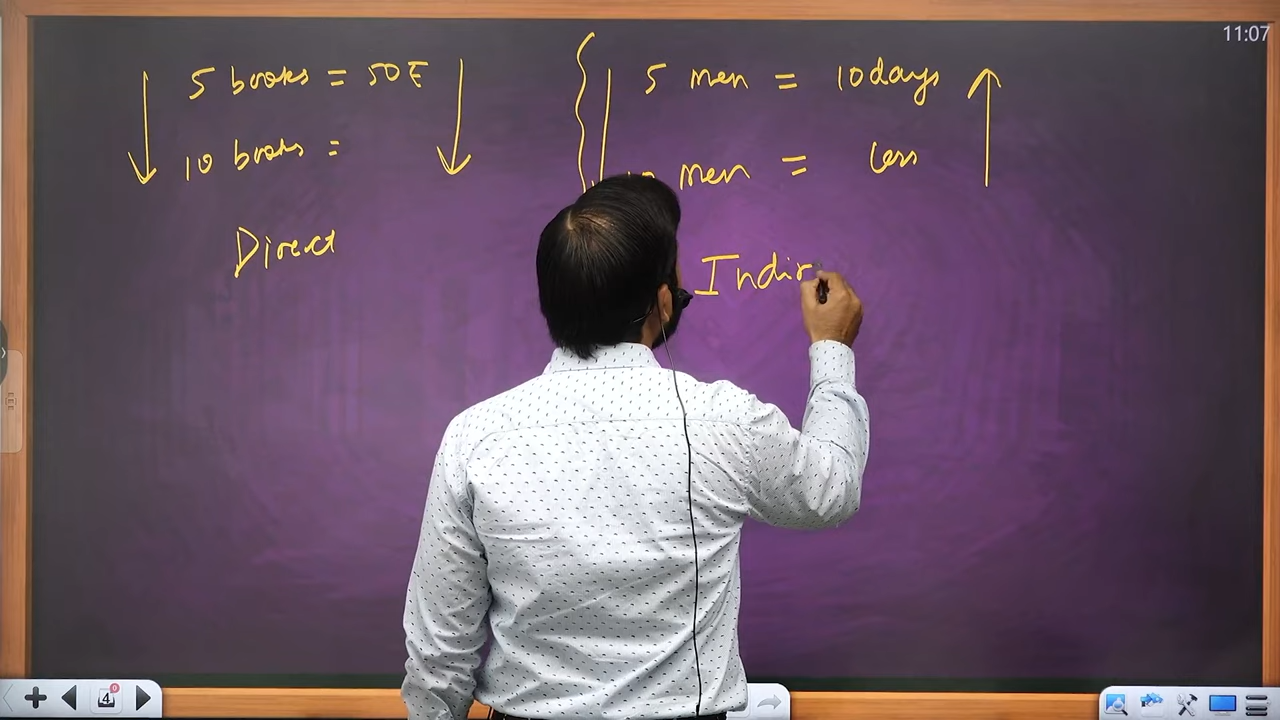 11:07
5 books = 50₹
10 books =
Direct
5 men = 10 days
men = less
Indir
4